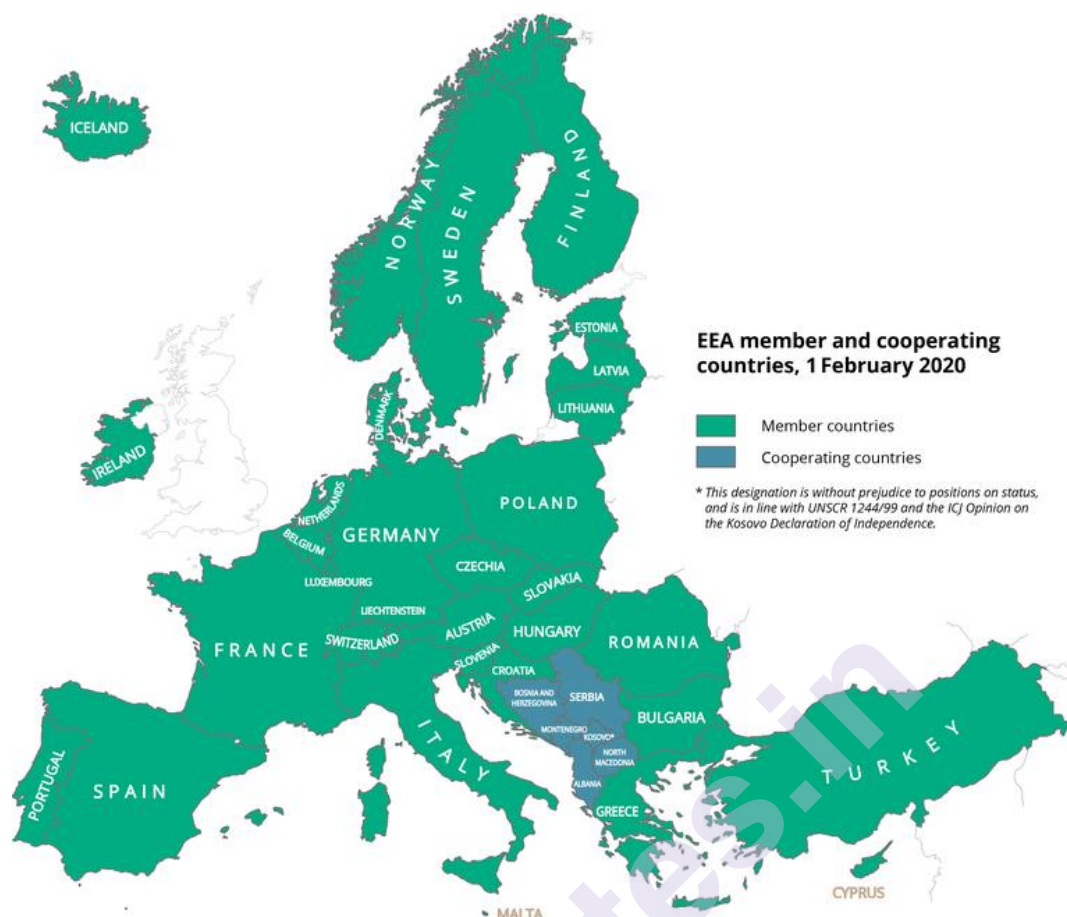 ICELAND
NORWAY
SWEDEN
FINLAND
ESTONIA
LATVIA
LITHUANIA
DENMARK
IRELAND
EEA member and cooperating
countries, 1 February 2020
Member countries
Cooperating countries
* This designation is without prejudice to positions on status,
and is in line with UNSCR 1244/99 and the ICJ Opinion on
the Kosovo Declaration of Independence.
NETHERLANDS
BELGIUM
GERMANY
POLAND
LUXEMBOURG
CZECHIA
SLOVAKIA
LIECHTENSTEIN
FRANCE
SWITZERLAND
AUSTRIA
HUNGARY
ROMANIA
SLOVENIA
CROATIA
BOSNIA AND
HERZEGOVINA
SERBIA
BULGARIA
MONTENEGRO
KOSOVO*
NORTH
MACEDONIA
ALBANIA
ITALY
PORTUGAL
SPAIN
GREECE
TURKEY
CYPRUS
MALTA
tes.in